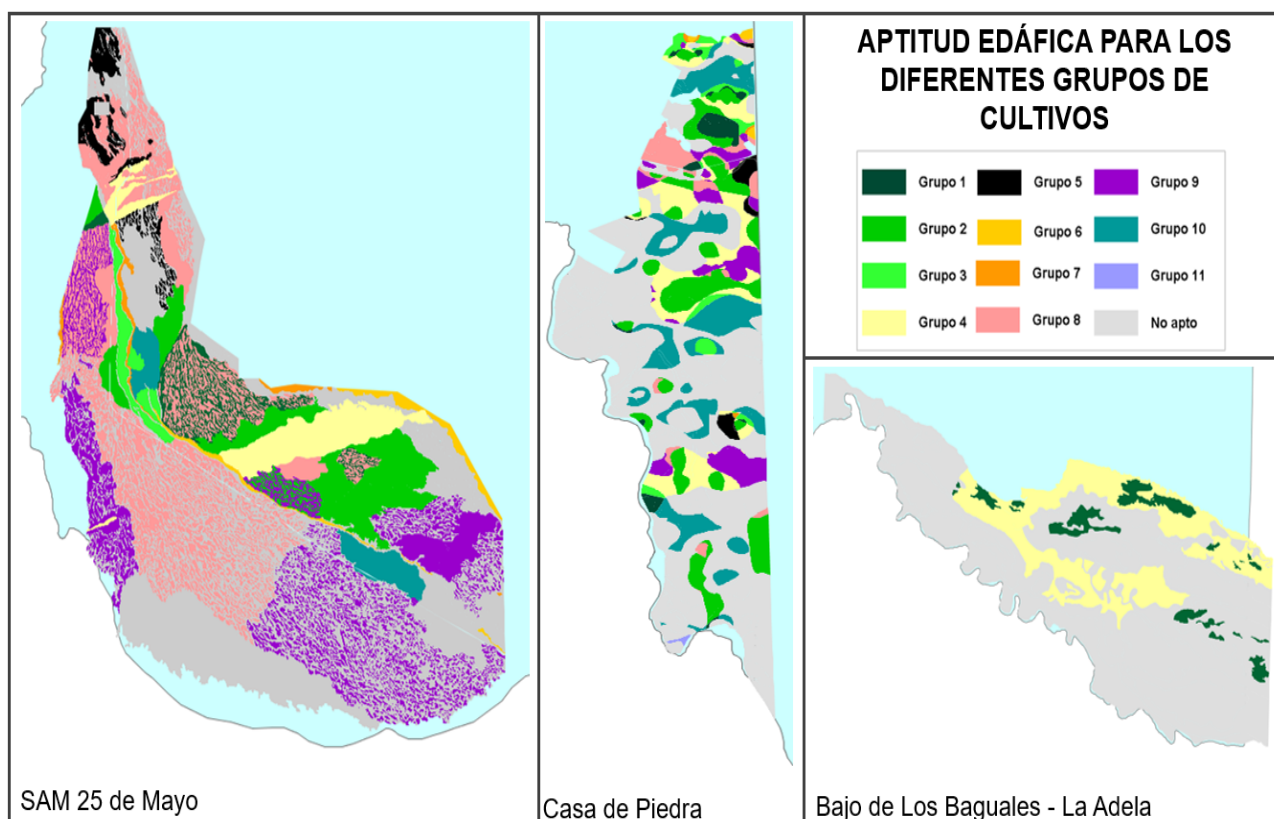 APTITUD EDÁFICA PARA LOS
DIFERENTES GRUPOS DE
CULTIVOS
Grupo 1
Grupo 5
Grupo 9
Grupo 2
Grupo 6
Grupo 10
Grupo 3
Grupo 7
Grupo 11
Grupo 4
Grupo 8
No apto
SAM 25 de Mayo
Casa de Piedra
Bajo de Los Baguales - La Adela